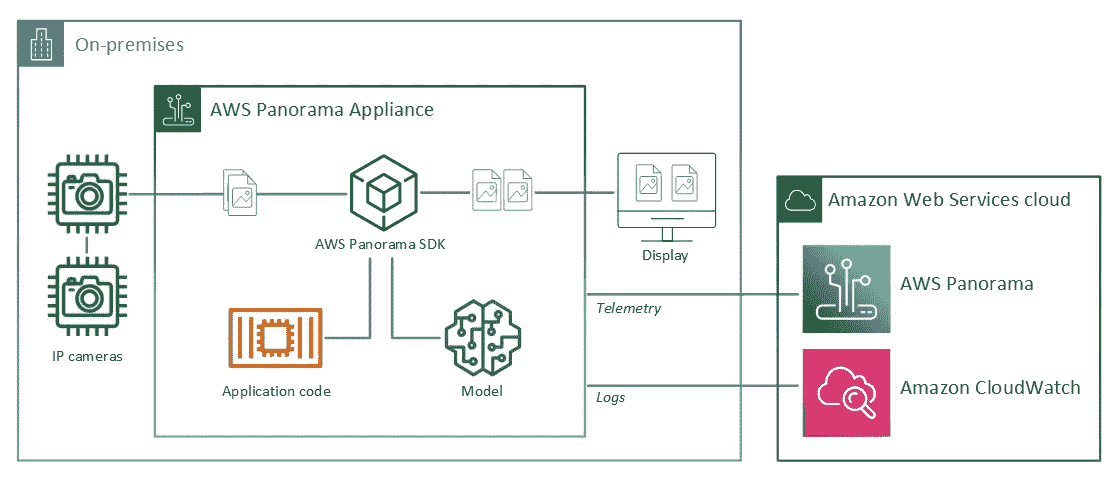 On-premises
AWS Panorama Appliance
AWS Panorama SDK
Display
IP cameras
Application code
Model
Telemetry
Logs
Amazon Web Services cloud
AWS Panorama
Amazon CloudWatch